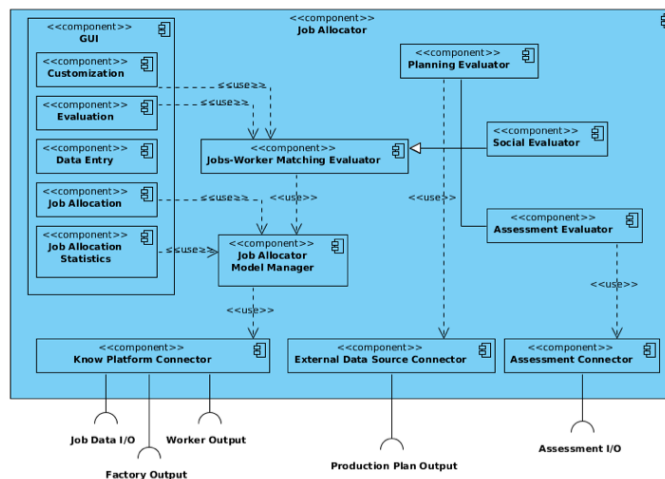 <<component>>
Job Allocator
<<component>>
GUI
<<component>>
Customization
<<component>>
Evaluation
<<component>>
Data Entry
<<component>>
Job Allocation
<<component>>
Job Allocation
Statistics
<<component>>
Planning Evaluator
<<use>>
<<use>>
<<use>>
<<component>>
Jobs-Worker Matching Evaluator
<<component>>
Social Evaluator
<<use>>
<<use>>
<<component>>
Assessment Evaluator
<<use>>
<<component>>
Job Allocator
Model Manager
<<use>>
<<use>>
<<use>>
<<component>>
Know Platform Connector
<<component>>
External Data Source Connector
<<component>>
Assessment Connector
Job Data I/O
Worker Output
Factory Output
Production Plan Output
Assessment I/O